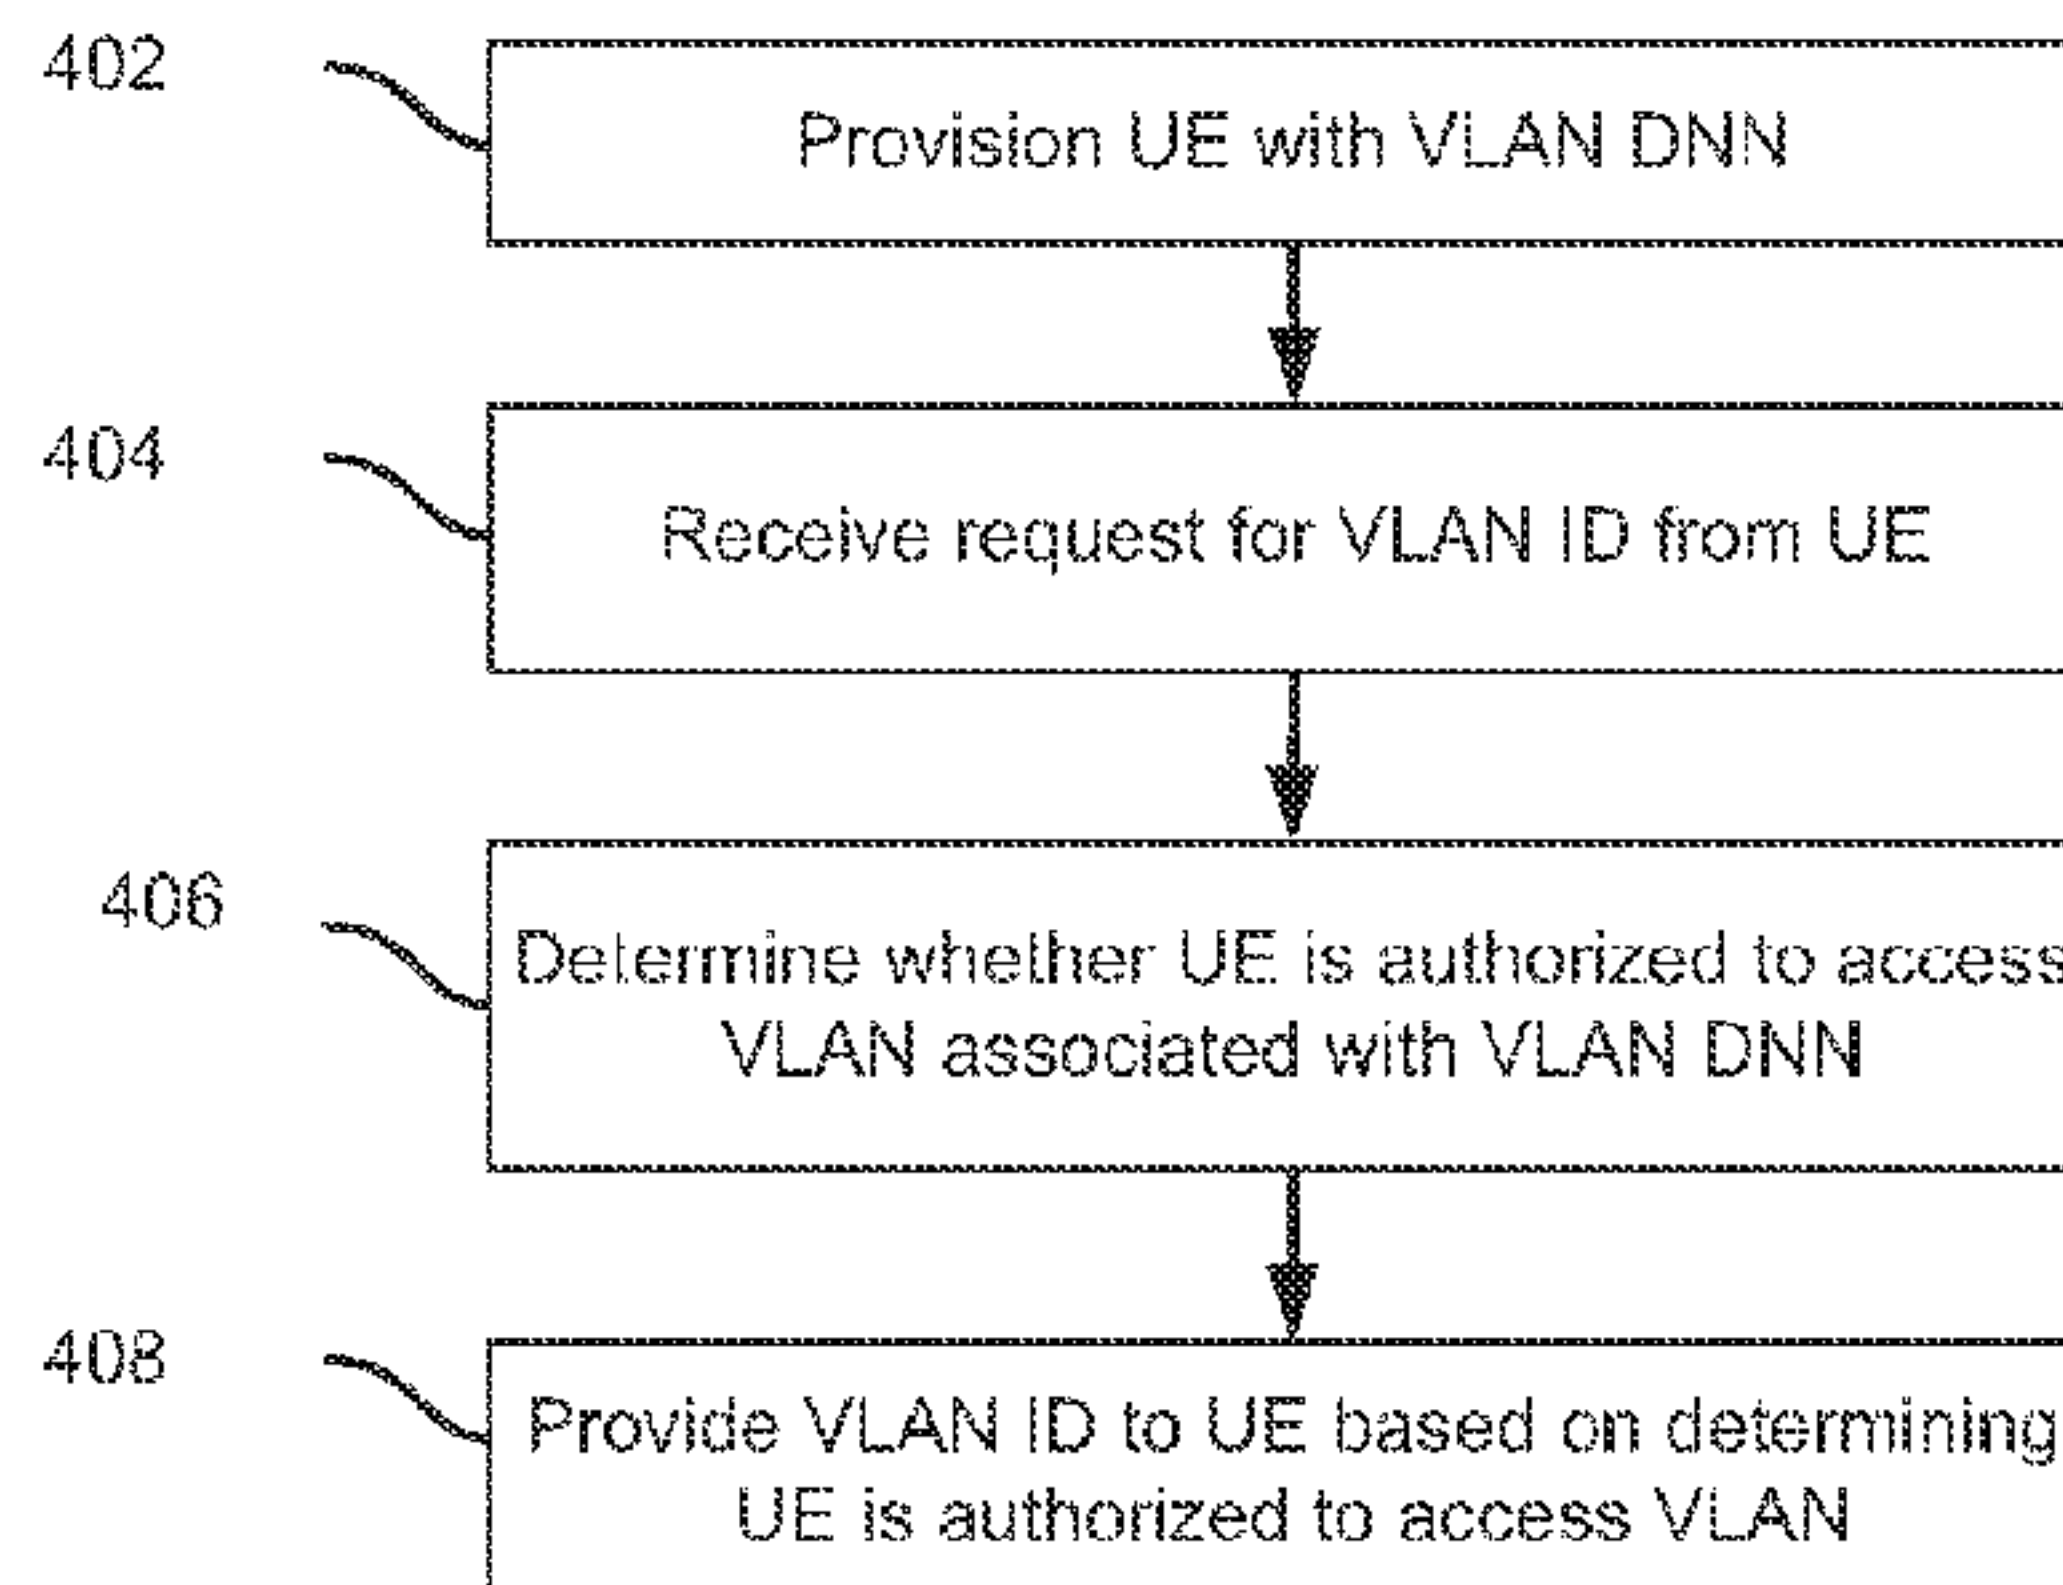 402
Provision UE with VLAN DNN
404
Receive request for VLAN ID from UE
406
Determine whether UE is authorized to access
VLAN associated with VLAN DNN
408
Provide VLAN ID to UE based on determining
UE is authorized to access VLAN